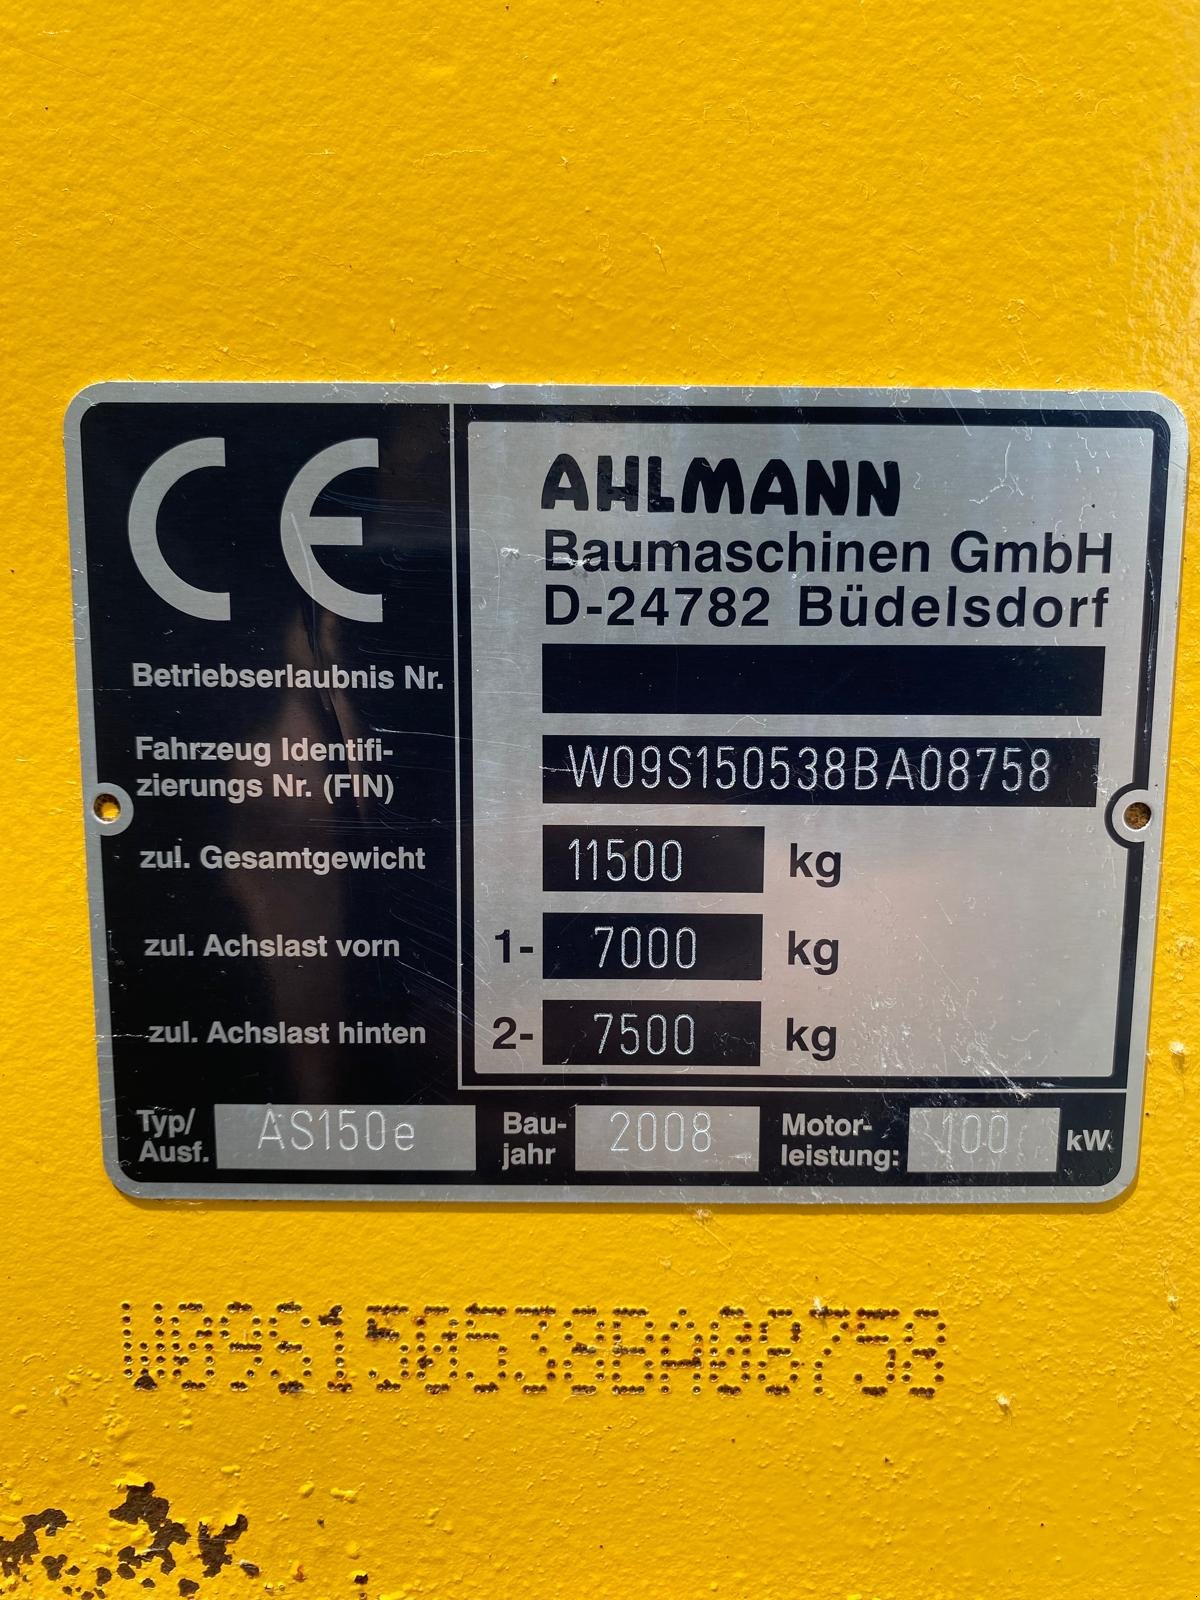 CE
AHLMANN
Baumaschinen GmbH
D-24782 Büdelsdorf
Betriebserlaubnis Nr.
Fahrzeug Identifi-
zierungs Nr. (FIN) W09S150538BA08758
zul. Gesamtgewicht 11500 kg
zul. Achslast vorn 1- 7000 kg
zul. Achslast hinten 2- 7500 kg
Typ/
Ausf. AS150e
Bau-
jahr 2008
Motor-
leistung: 100 kW
W09S150538BA08758